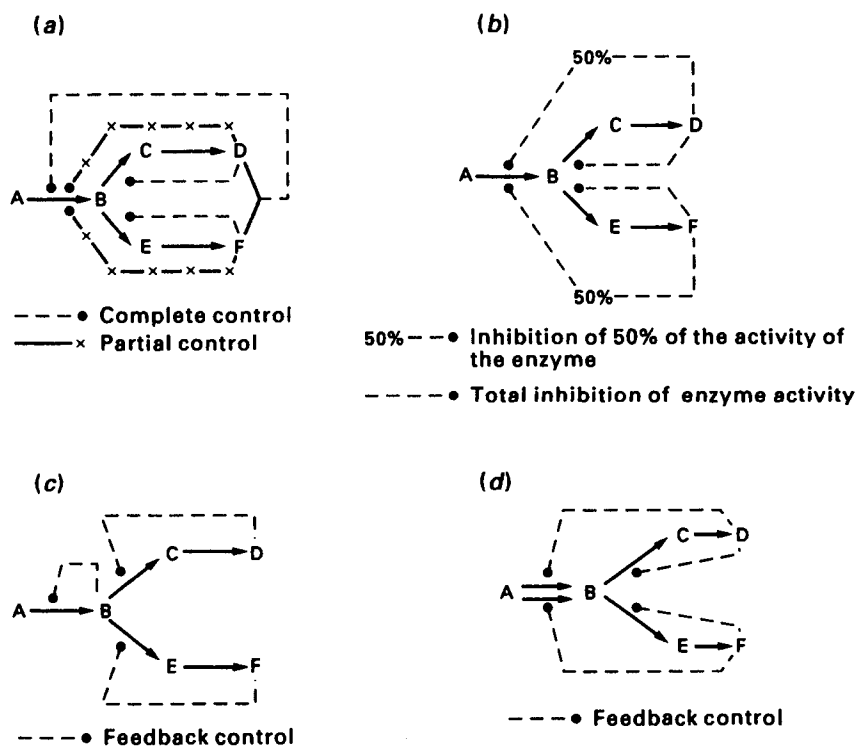 (a)
C D
A B
E F
Complete control
Partial control
(b)
50%
C D
A B
E F
50%
50% Inhibition of 50% of the activity of
the enzyme
Total inhibition of enzyme activity
(c)
C D
A B
E F
Feedback control
(d)
C D
A B
E F
Feedback control